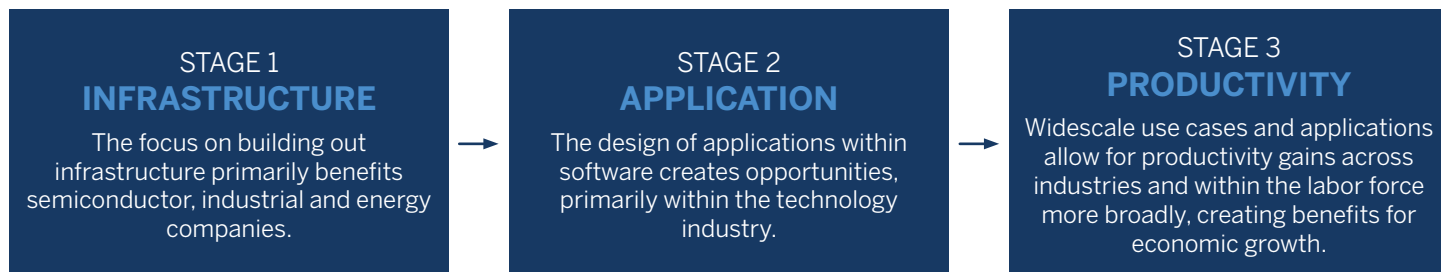 STAGE 1
INFRASTRUCTURE
The focus on building out
infrastructure primarily benefits
semiconductor, industrial and energy
companies.
STAGE 2
APPLICATION
The design of applications within
software creates opportunities,
primarily within the technology
industry.
STAGE 3
PRODUCTIVITY
Widescale use cases and applications
allow for productivity gains across
industries and within the labor force
more broadly, creating benefits for
economic growth.